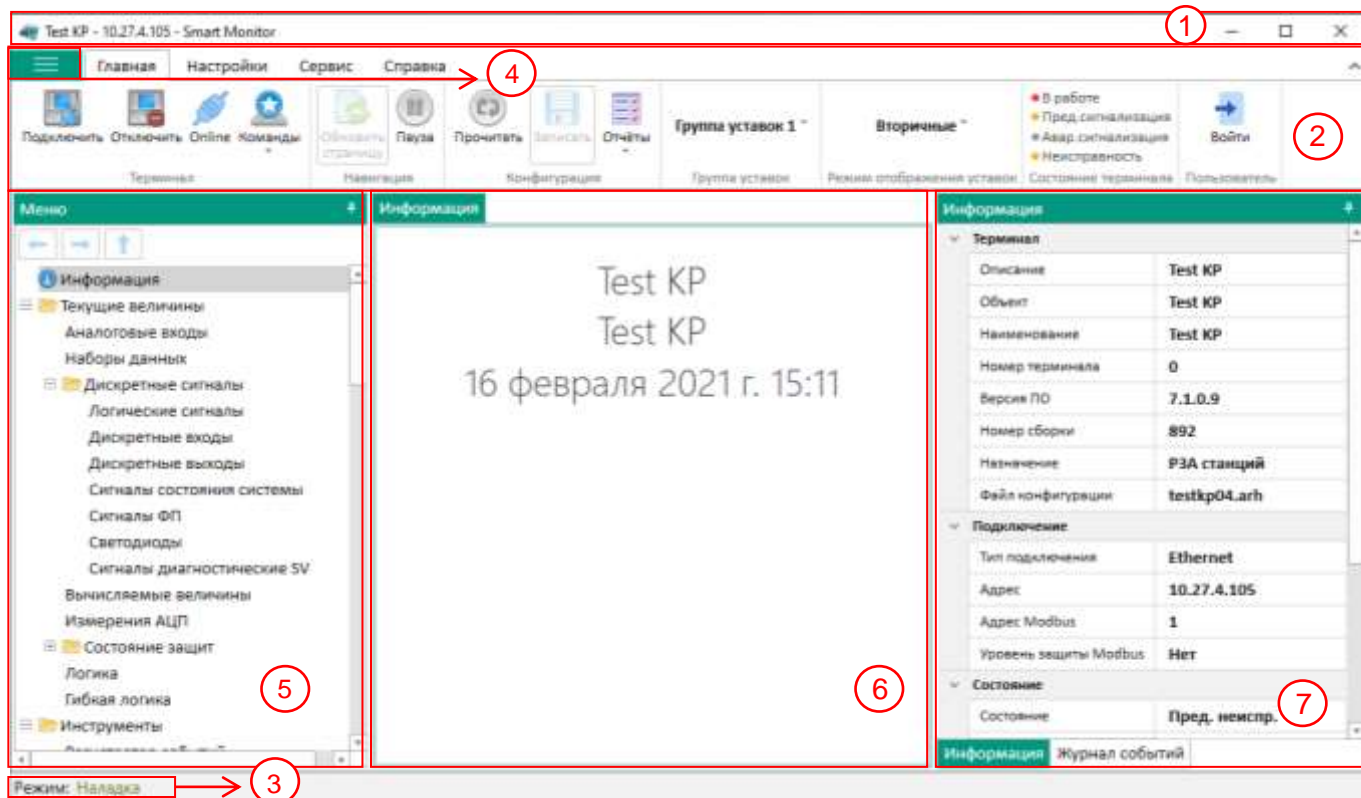 Test KP - 10.27.4.105 - Smart Monitor
1
Главная Настройки Сервис Справка
4
Подключить Отключить Online Команды
Обновить страницу Пауза
Прочитать Записать Отчёты
Группа уставок 1
Вторичные
В работе
Пред. сигнализация
Авар. сигнализация
Неисправность
Войти
2
Терминал Навигация Конфигурация Группа уставок Режим отображения уставок Состояние терминала Пользователь
Меню
Информация
Текущие величины
Аналоговые входы
Наборы данных
Дискретные сигналы
Логические сигналы
Дискретные входы
Дискретные выходы
Сигналы состояния системы
Сигналы ФП
Светодиоды
Сигналы диагностические SV
Вычисляемые величины
Измерения АЦП
Состояние защит
Логика
Гибкая логика
Инструменты
5
Информация
Test KP
Test KP
16 февраля 2021 г. 15:11
6
Информация
Терминал
Описание Test KP
Объект Test KP
Наименование Test KP
Номер терминала 0
Версия ПО 7.1.0.9
Номер сборки 892
Назначение РЗА станций
Файл конфигурации testkp04.arh
Подключение
Тип подключения Ethernet
Адрес 10.27.4.105
Адрес Modbus 1
Уровень защиты Modbus Нет
Состояние
Состояние Пред. неиспр.
7
Информация Журнал событий
Режим: Наладка
3